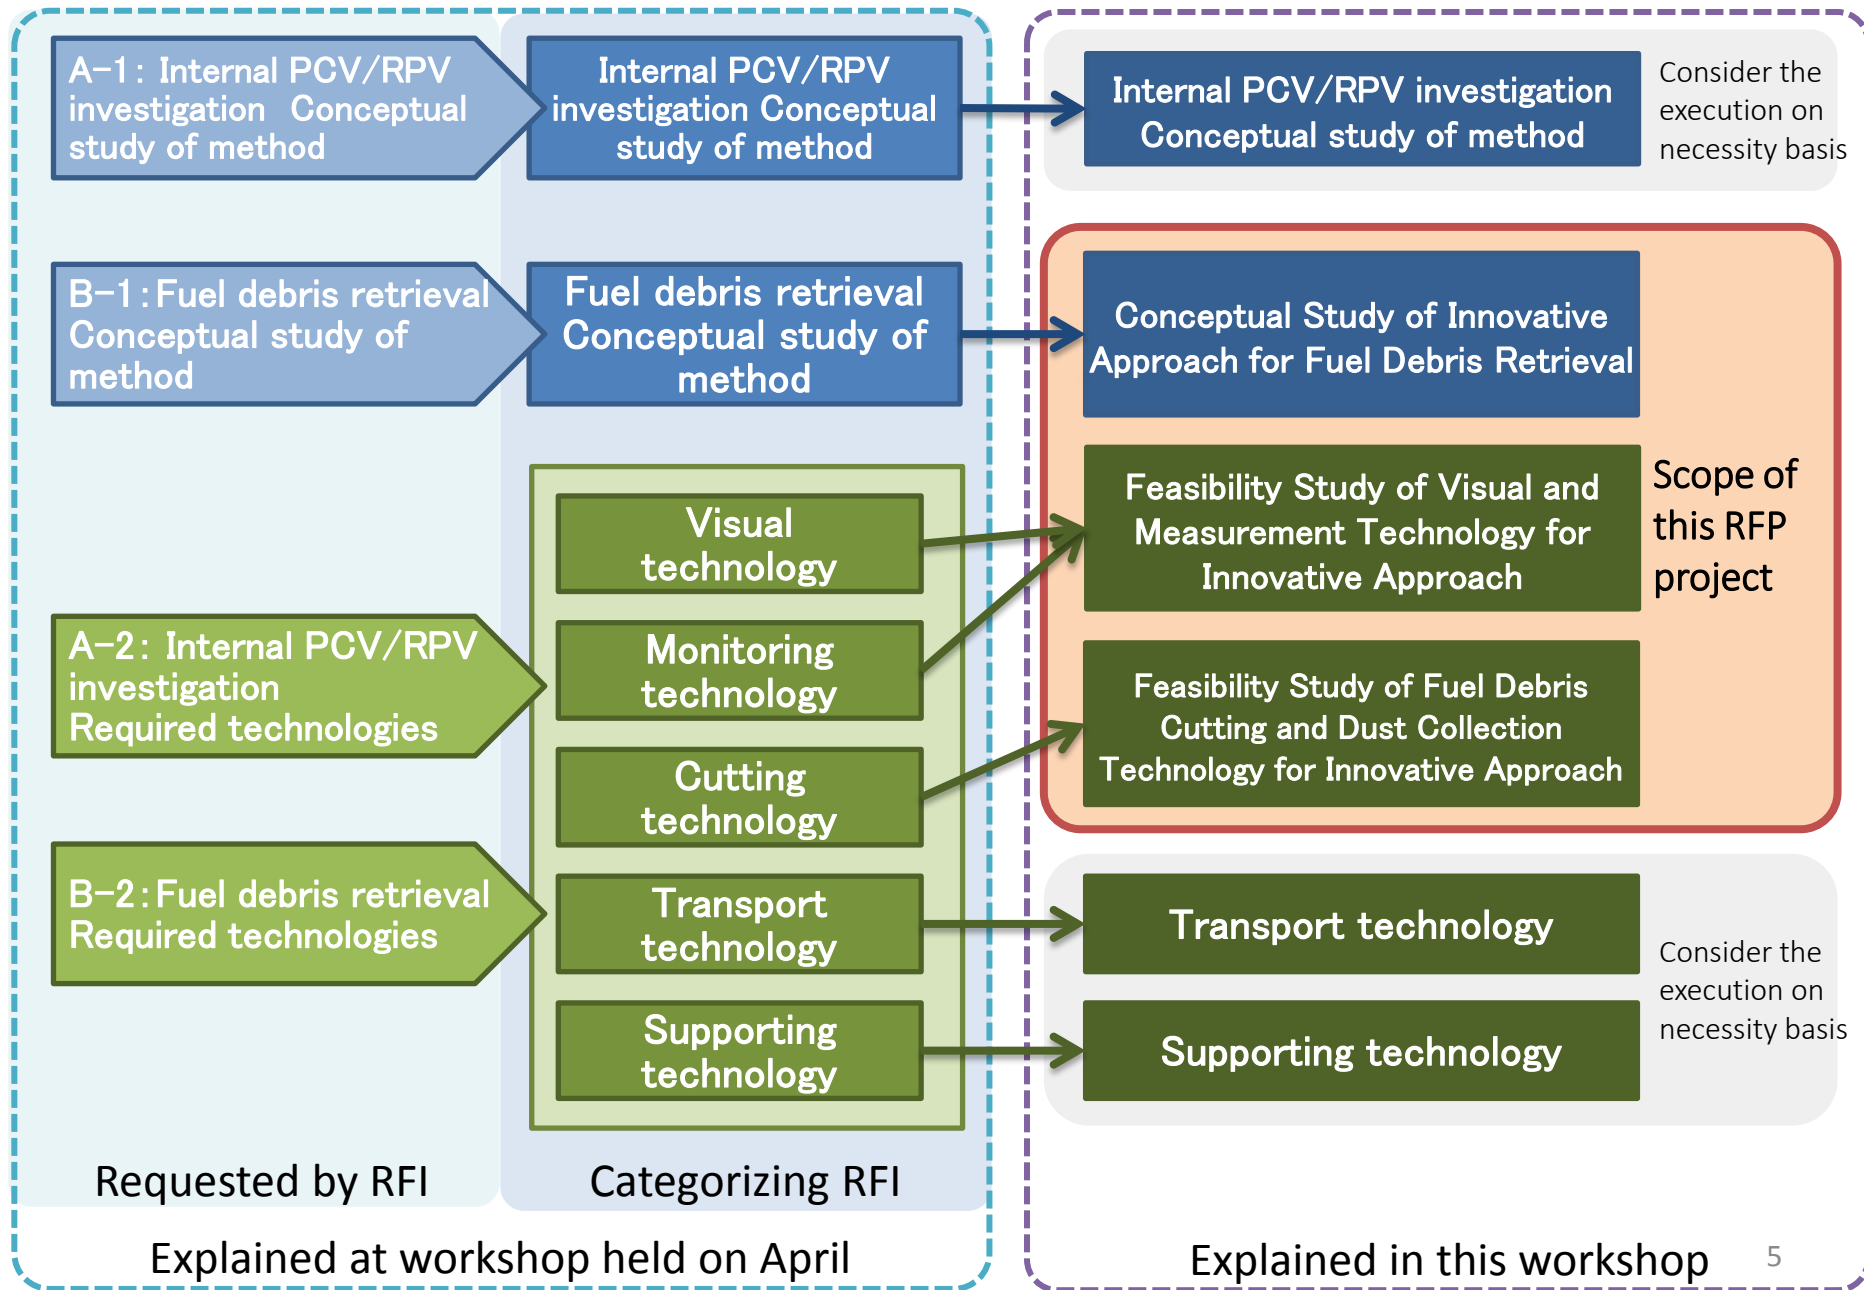 A-1: Internal PCV/RPV
investigation Conceptual
study of method
Internal PCV/RPV
investigation Conceptual
study of method
Internal PCV/RPV investigation
Conceptual study of method
Consider the
execution on
necessity basis
B-1:Fuel debris retrieval
Conceptual study of
method
Fuel debris retrieval
Conceptual study of
method
Conceptual Study of Innovative
Approach for Fuel Debris Retrieval
A-2: Internal PCV/RPV
investigation
Required technologies
B-2:Fuel debris retrieval
Required technologies
Visual
technology
Monitoring
technology
Cutting
technology
Transport
technology
Supporting
technology
Feasibility Study of Visual and
Measurement Technology for
Innovative Approach
Feasibility Study of Fuel Debris
Cutting and Dust Collection
Technology for Innovative Approach
Scope of
this RFP
project
Transport technology
Supporting technology
Consider the
execution on
necessity basis
Requested by RFI
Categorizing RFI
Explained at workshop held on April
Explained in this workshop
5